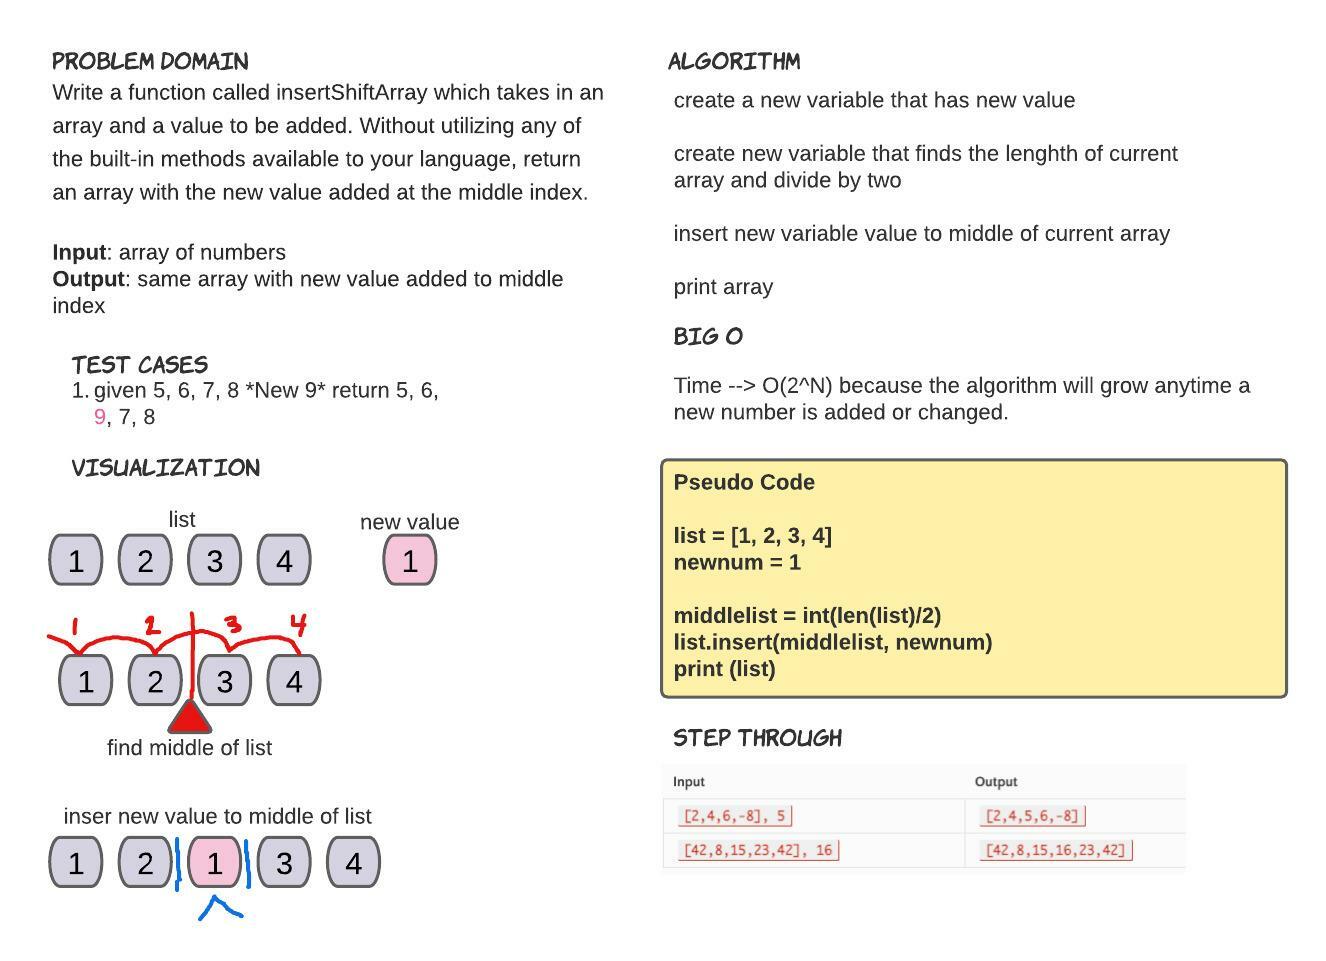 PROBLEM DOMAIN
Write a function called insertShiftArray which takes in an
array and a value to be added. Without utilizing any of
the built-in methods available to your language, return
an array with the new value added at the middle index.
Input: array of numbers
Output: same array with new value added to middle
index
TEST CASES
1. given 5, 6, 7, 8 *New 9* return 5, 6,
9, 7, 8
VISUALIZATION
list
new value
1 2 3 4 1
1 2 3 4
1 2 3 4
find middle of list
inser new value to middle of list
1 2 1 3 4
ALGORITHM
create a new variable that has new value
create new variable that finds the lenghth of current
array and divide by two
insert new variable value to middle of current array
print array
BIG O
Time --> O(2^N) because the algorithm will grow anytime a
new number is added or changed.
Pseudo Code
list = [1, 2, 3, 4]
newnum = 1
middlelist = int(len(list)/2)
list.insert(middlelist, newnum)
print (list)
STEP THROUGH
Input Output
[2,4,6,-8], 5 [2,4,5,6,-8]
[42,8,15,23,42], 16 [42,8,15,16,23,42]